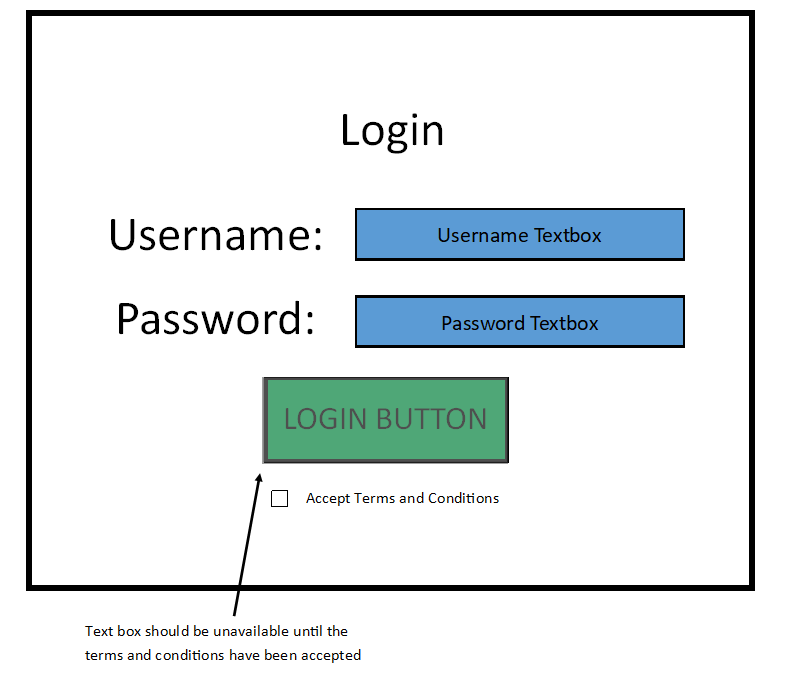 Login
Username:
Username Textbox
Password:
Password Textbox
LOGIN BUTTON
Accept Terms and Conditions
Text box should be unavailable until the
terms and conditions have been accepted